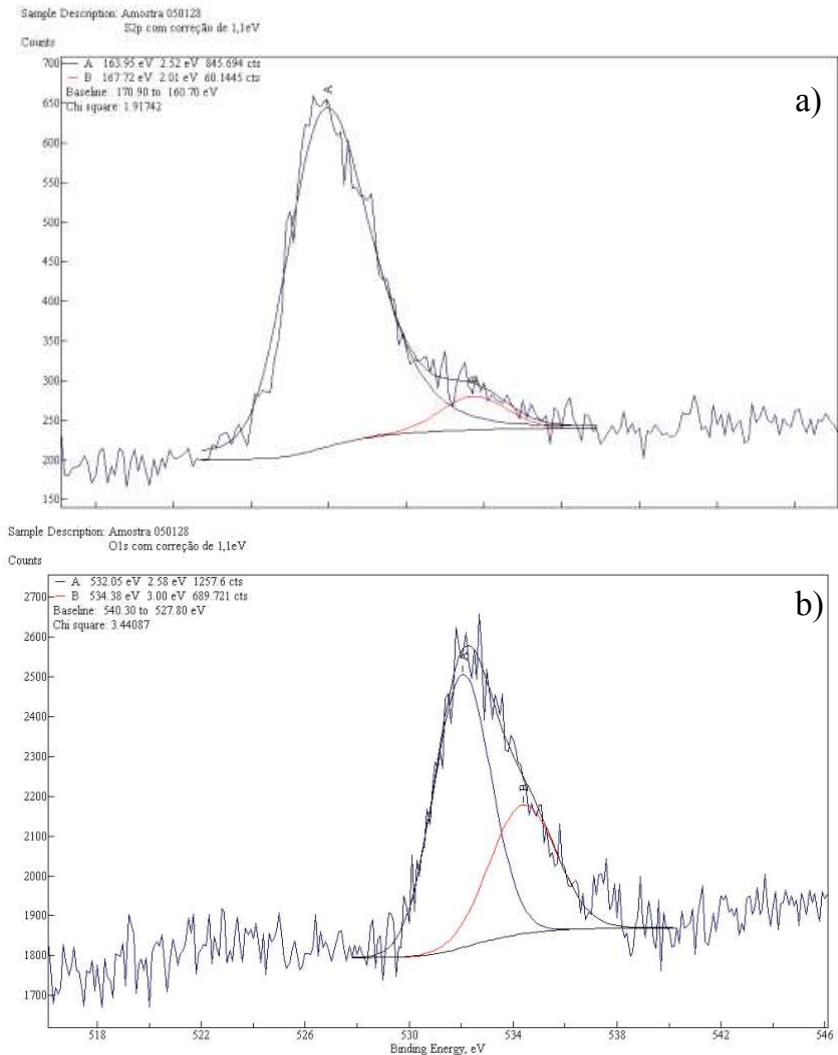 Sample Description: Amostra 050128
S2p com correção de 1,1eV
Counts
A 163.95 eV 2.52 eV 845.694 cts
B 167.72 eV 2.01 eV 60.1445 cts
Baseline: 170.90 to 160.70 eV
Chi square: 1.91742
a)
700
650
600
550
500
450
400
350
300
250
200
150
A
B
Sample Description: Amostra 050128
O1s com correção de 1,1eV
Counts
A 532.05 eV 2.58 eV 1257.6 cts
B 534.38 eV 3.00 eV 689.721 cts
Baseline: 540.30 to 527.80 eV
Chi square: 3.44087
b)
2700
2600
2500
2400
2300
2200
2100
2000
1900
1800
1700
A
B
518 522 526 530 534 538 542 546
Binding Energy, eV